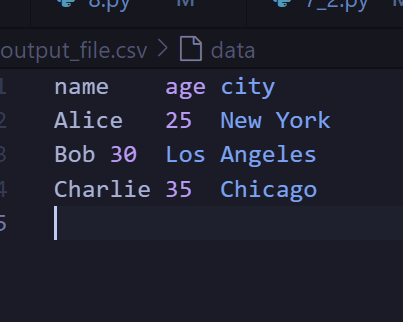 8.py M 7_2.py M
output_file.csv > data
1 name age city
2 Alice 25 New York
3 Bob 30 Los Angeles
4 Charlie 35 Chicago
5